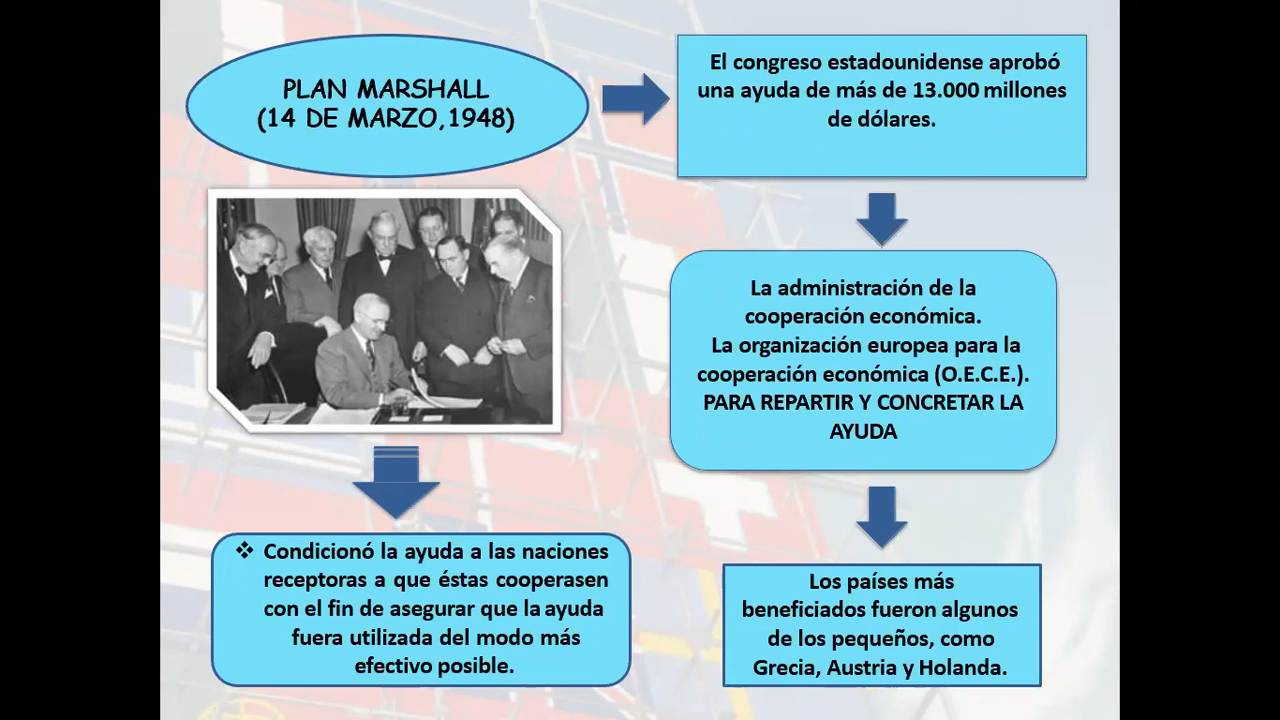 PLAN MARSHALL
(14 DE MARZO,1948)
El congreso estadounidense aprobó
una ayuda de más de 13.000 millones
de dólares.
La administración de la
cooperación económica.
La organización europea para la
cooperación económica (O.E.C.E.).
PARA REPARTIR Y CONCRETAR LA
AYUDA
❖ Condicionó la ayuda a las naciones
receptoras a que éstas cooperasen
con el fin de asegurar que la ayuda
fuera utilizada del modo más
efectivo posible.
Los países más
beneficiados fueron algunos
de los pequeños, como
Grecia, Austria y Holanda.